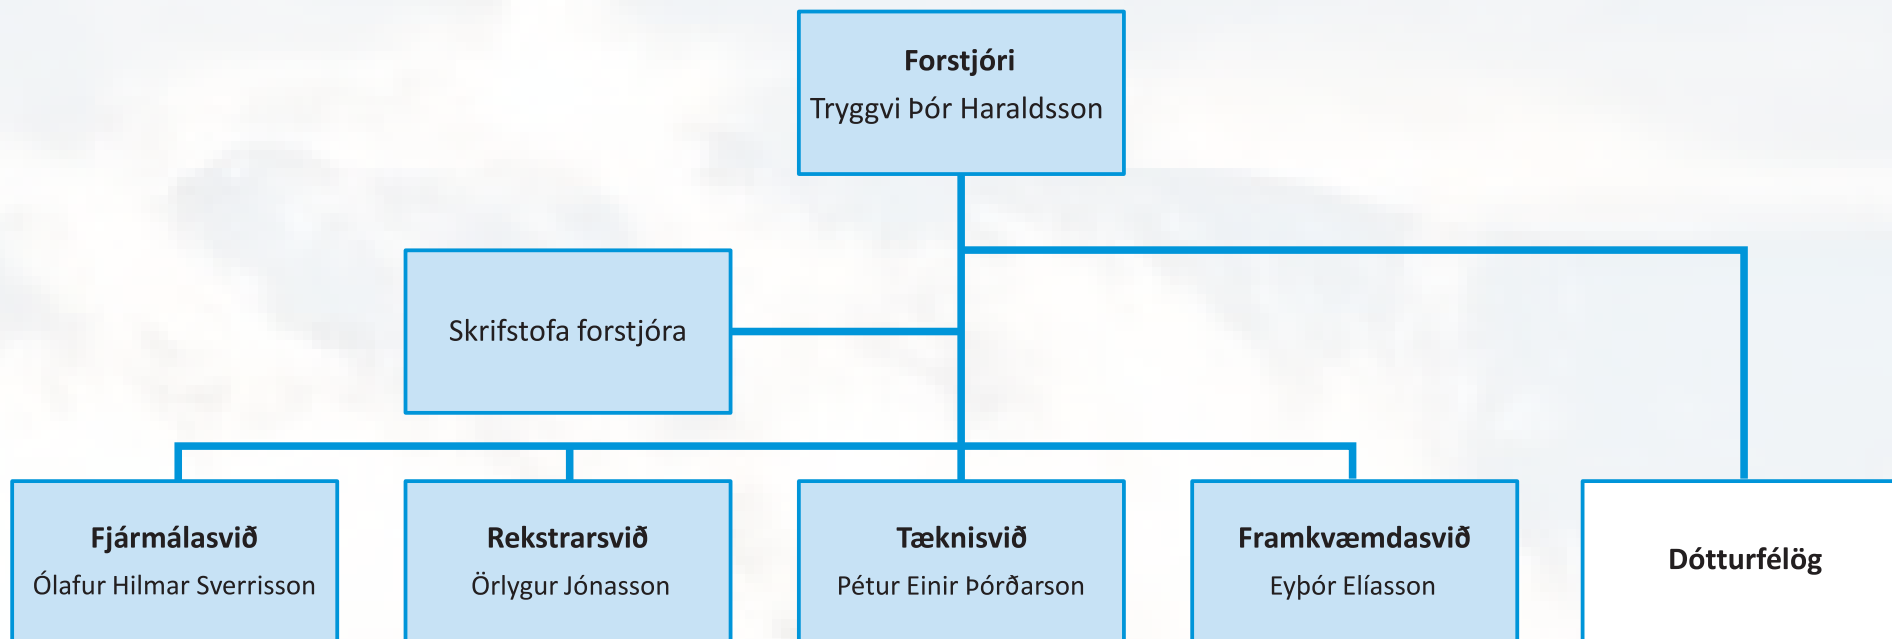 Forstjóri
Tryggvi Þór Haraldsson
Skrifstofa forstjóra
Fjármálasvið
Ólafur Hilmar Sverrisson
Rekstrarsvið
Örlygur Jónasson
Tæknisvið
Pétur Einir Þórðarson
Framkvæmdasvið
Eyþór Elíasson
Dótturfélög